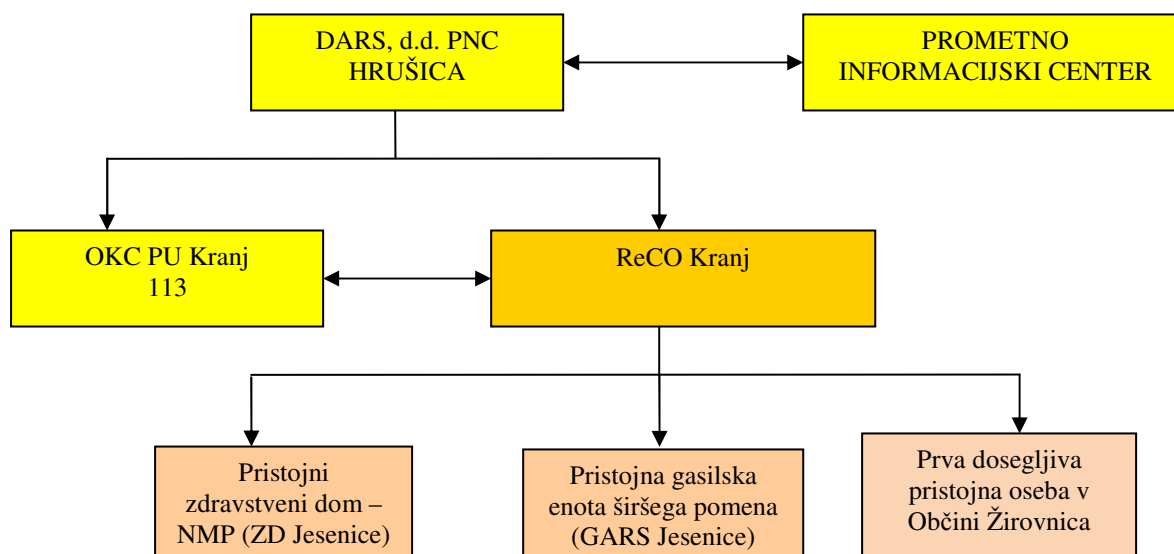 DARS, d.d. PNC
HRUŠICA
PROMETNO
INFORMACIJSKI CENTER
OKC PU Kranj
113
ReCO Kranj
Pristojni
zdravstveni dom –
NMP (ZD Jesenice)
Pristojna gasilska
enota širšega pomena
(GARS Jesenice)
Prva dosegljiva
pristojna oseba v
Občini Žirovnica